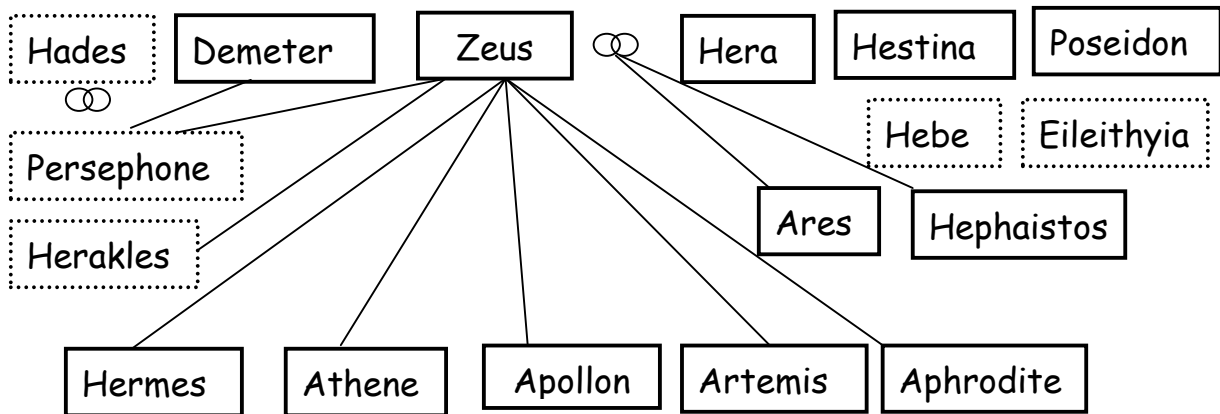 Hades
Demeter
Zeus
Hera
Hestina
Poseidon
Hebe
Eileithyia
Persephone
Ares
Hephaistos
Herakles
Hermes
Athene
Apollon
Artemis
Aphrodite